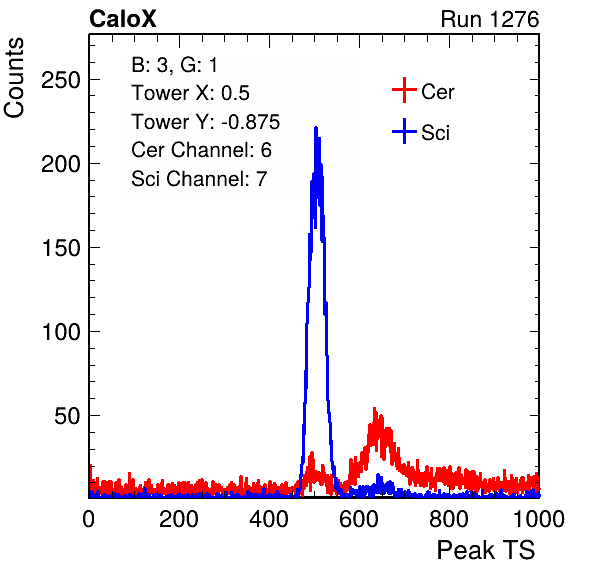 CaloX Run 1276
Counts
B: 3, G: 1
Tower X: 0.5
Tower Y: -0.875
Cer Channel: 6
Sci Channel: 7
Cer
Sci
250
200
150
100
50
0 200 400 600 800 1000
Peak TS